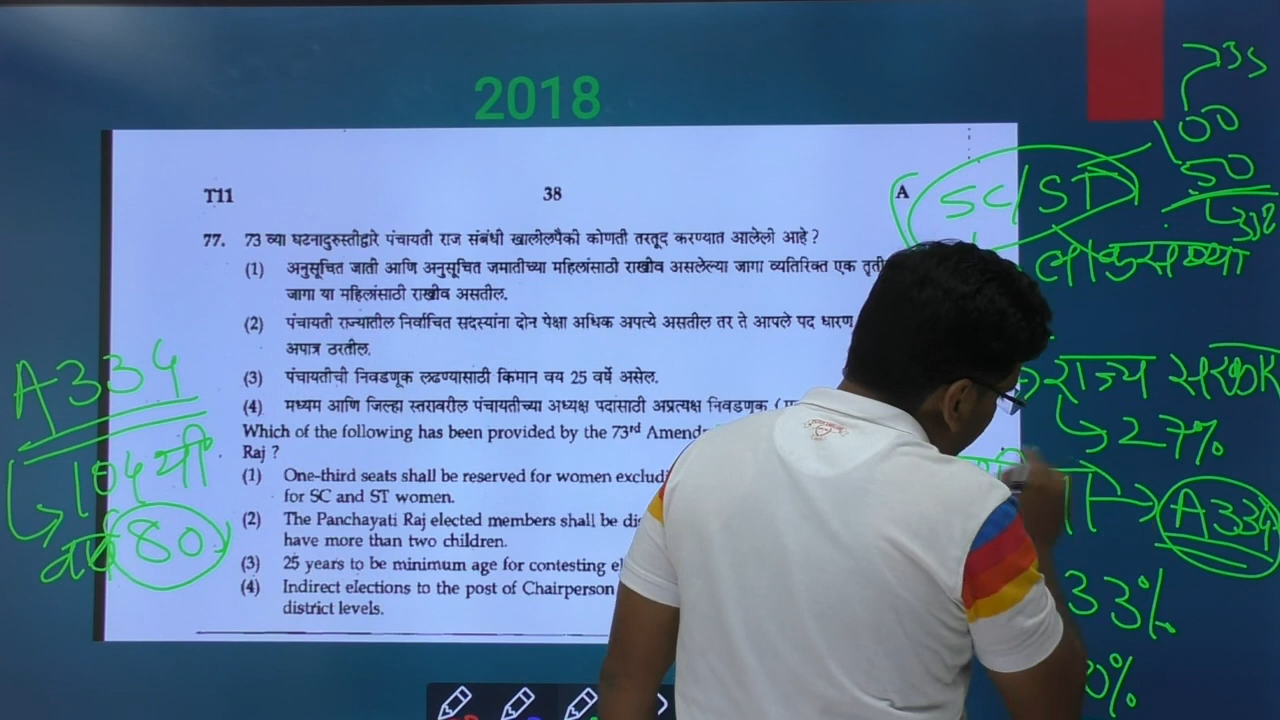 2018
T11 38 A
77. 73 व्या घटनादुरुस्तीद्वारे पंचायती राज संबंधी खालीलपैकी कोणती तरतूद करण्यात आलेली आहे ?
(1) अनुसूचित जाती आणि अनुसूचित जमातीच्या महिलांसाठी राखीव असलेल्या जागा व्यतिरिक्त एक
जागा या महिलांसाठी राखीव असतील.
(2) पंचायती राज्यातील निर्वाचित सदस्यांना दोन पेक्षा अधिक अपत्ये असतील तर ते आपले पद धारण
अपात्र ठरतील.
(3) पंचायतीची निवडणूक लढण्यासाठी किमान वय 25 वर्षे असेल.
(4) मध्यम आणि जिल्हा स्तरावरील पंचायतीच्या अध्यक्ष पदासाठी अप्रत्यक्ष निवडणूक
Which of the following has been provided by the 73rd
Raj ?
(1) One-third seats shall be reserved for women
for SC and ST women.
(2) The Panchayati Raj elected members shall be
have more than two children.
(3) 25 years to be minimum age for contesting
(4) Indirect elections to the post of Chairperson
district levels.
A334
104 वी
वर्ष 80
SC/ST
लोकसंख्या
50
राज्य सरकार
27%
A334
33%